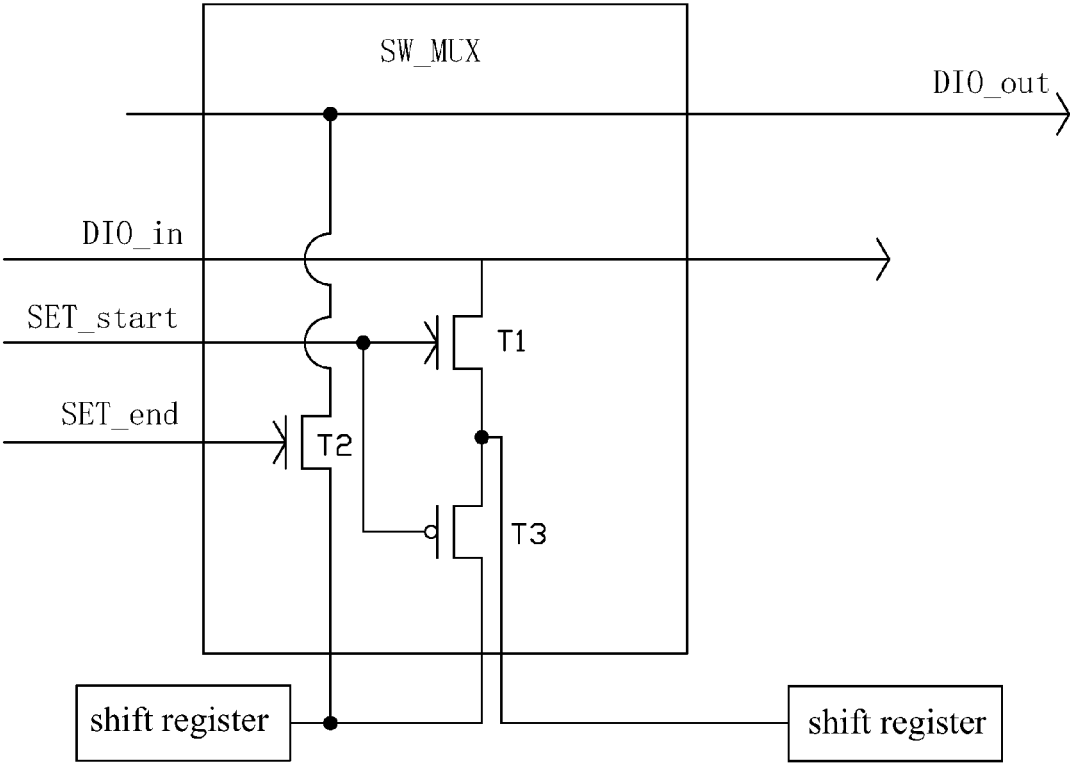 SW_MUX
DIO_out
DIO_in
SET_start
T1
SET_end
T2
T3
shift register
shift register